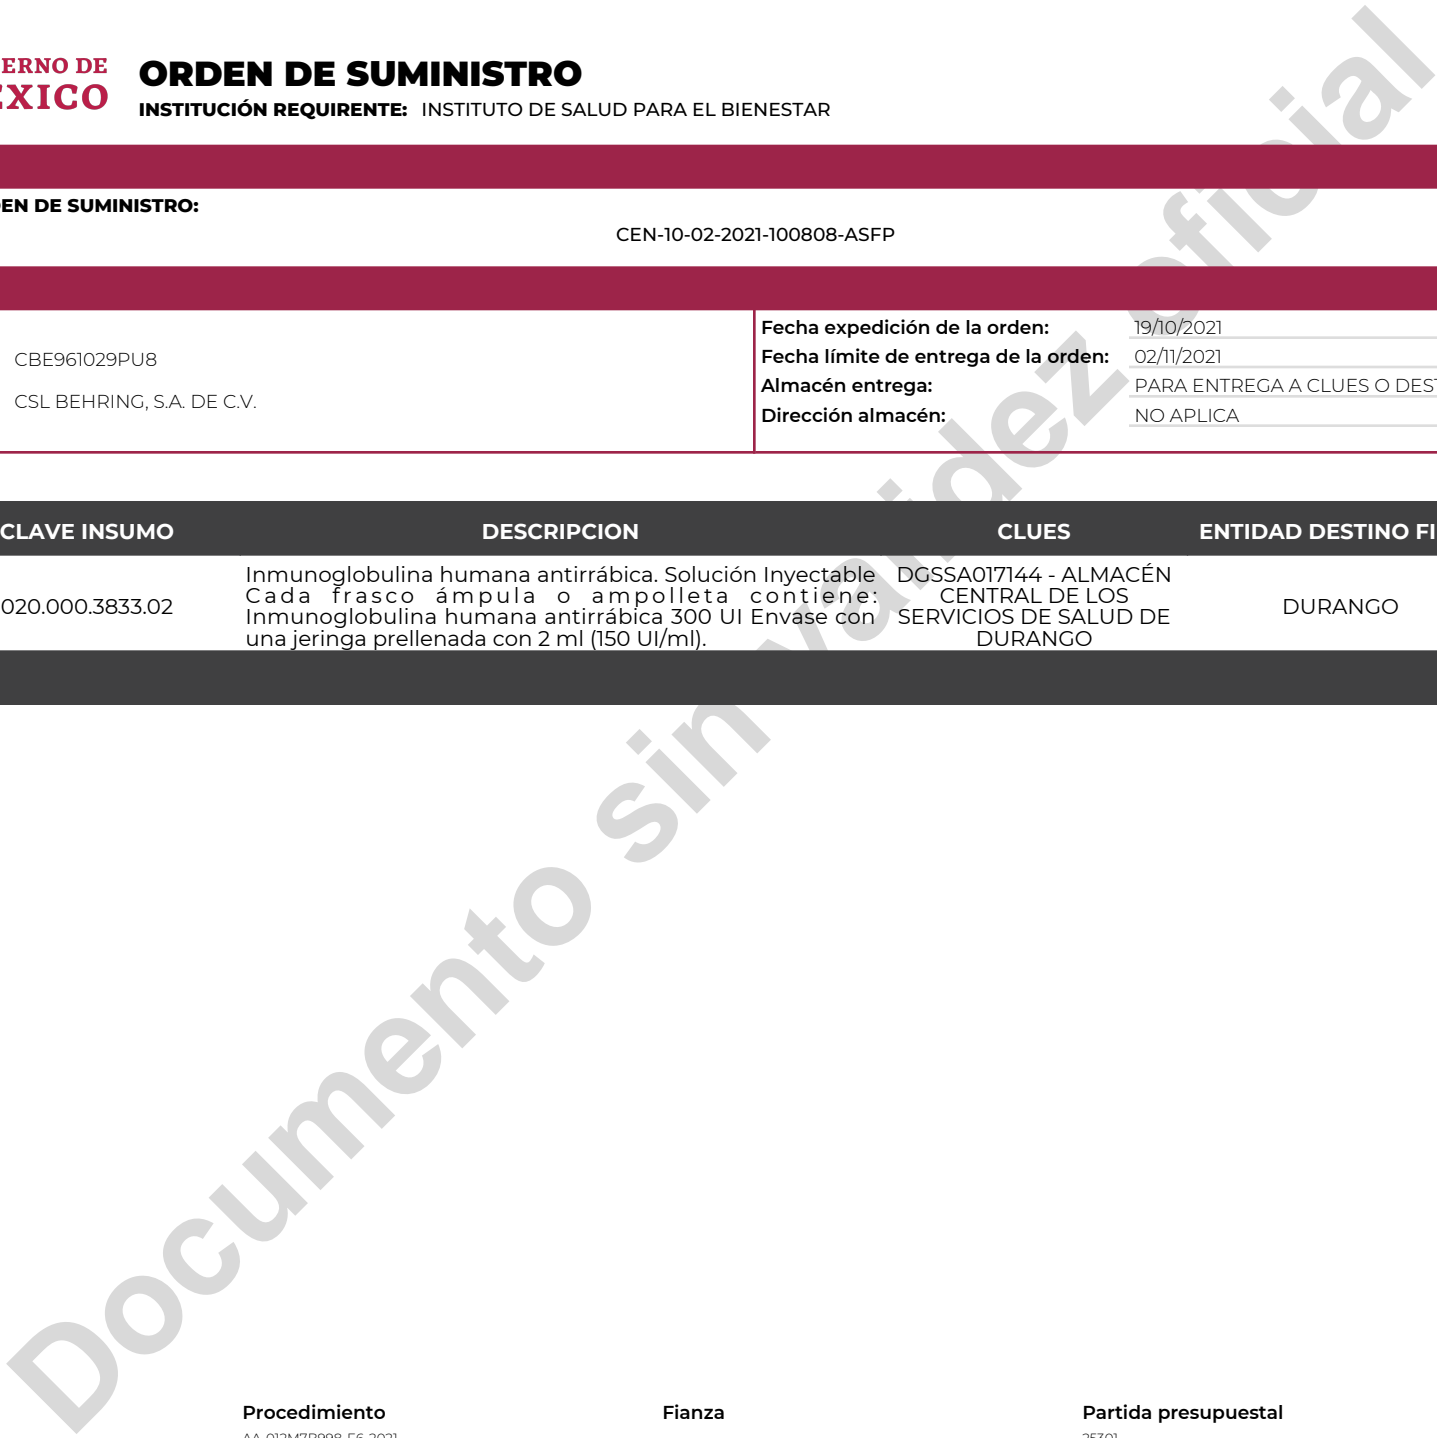 ERNO DE
ÉXICO
ORDEN DE SUMINISTRO
INSTITUCIÓN REQUIRENTE: INSTITUTO DE SALUD PARA EL BIENESTAR
EN DE SUMINISTRO:
CEN-10-02-2021-100808-ASFP
CBE961029PU8
CSL BEHRING, S.A. DE C.V.
Fecha expedición de la orden: 19/10/2021
Fecha límite de entrega de la orden: 02/11/2021
Almacén entrega: PARA ENTREGA A CLUES O DEST
Dirección almacén: NO APLICA
CLAVE INSUMO DESCRIPCION CLUES ENTIDAD DESTINO FI
020.000.3833.02
Inmunoglobulina humana antirrábica. Solución Inyectable
Cada frasco ámpula o ampolleta contiene:
Inmunoglobulina humana antirrábica 300 UI Envase con
una jeringa prellenada con 2 ml (150 UI/ml).
DGSSA017144 - ALMACÉN
CENTRAL DE LOS
SERVICIOS DE SALUD DE
DURANGO
DURANGO
Documento sin validez oficial
Procedimiento Fianza Partida presupuestal